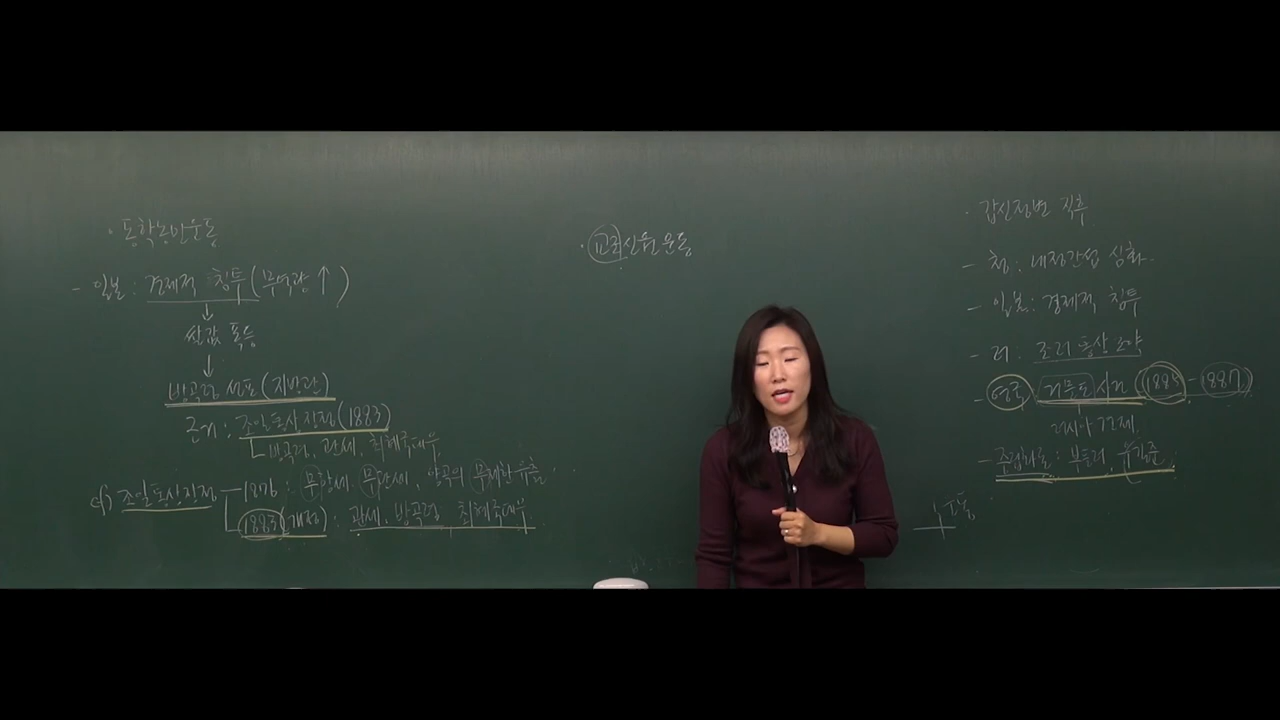 · 동학농민운동
- 일본 : 경제적 침투 (무역량 ↑)
↓
쌀값 폭등
↓
방곡령 선포 (지방관)
근거 : 조일통상장정 (1883)
방곡령, 관세, 최혜국대우
cf) 조일통상장정 - 1876 : 무항세, 무관세, 양곡의 무제한 유출
1883 (개정) : 관세, 방곡령, 최혜국대우
· 교조신원운동
· 갑신정변 직후
- 청 : 내정간섭 심화
- 일본 : 경제적 침투
- 러 : 조러통상조약
- 영국 거문도사건 (1885 - 1887)
러시아 견제
- 중립화론 : 부들러, 유길준